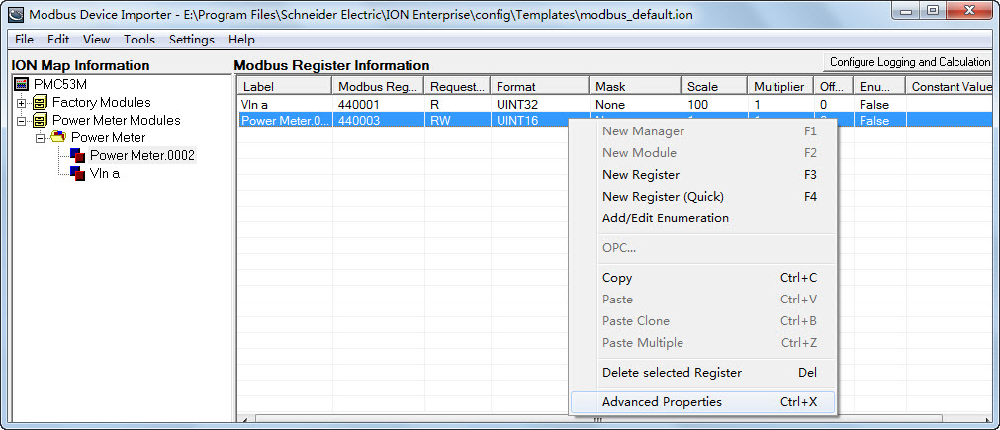 Modbus Device Importer - E:\Program Files\Schneider Electric\ION Enterprise\config\Templates\modbus_default.ion
File Edit View Tools Settings Help
ION Map Information
Modbus Register Information
Configure Logging and Calculation
PMC53M
Factory Modules
Power Meter Modules
Power Meter
Power Meter.0002
Vln a
Label Modbus Reg... Request... Format Mask Scale Multiplier Off... Enu... Constant Value
Vln a 440001 R UINT32 None 100 1 0 False
Power Meter.0... 440003 RW UINT16 False
New Manager F1
New Module F2
New Register F3
New Register (Quick) F4
Add/Edit Enumeration
OPC...
Copy Ctrl+C
Paste Ctrl+V
Paste Clone Ctrl+B
Paste Multiple Ctrl+Z
Delete selected Register Del
Advanced Properties Ctrl+X